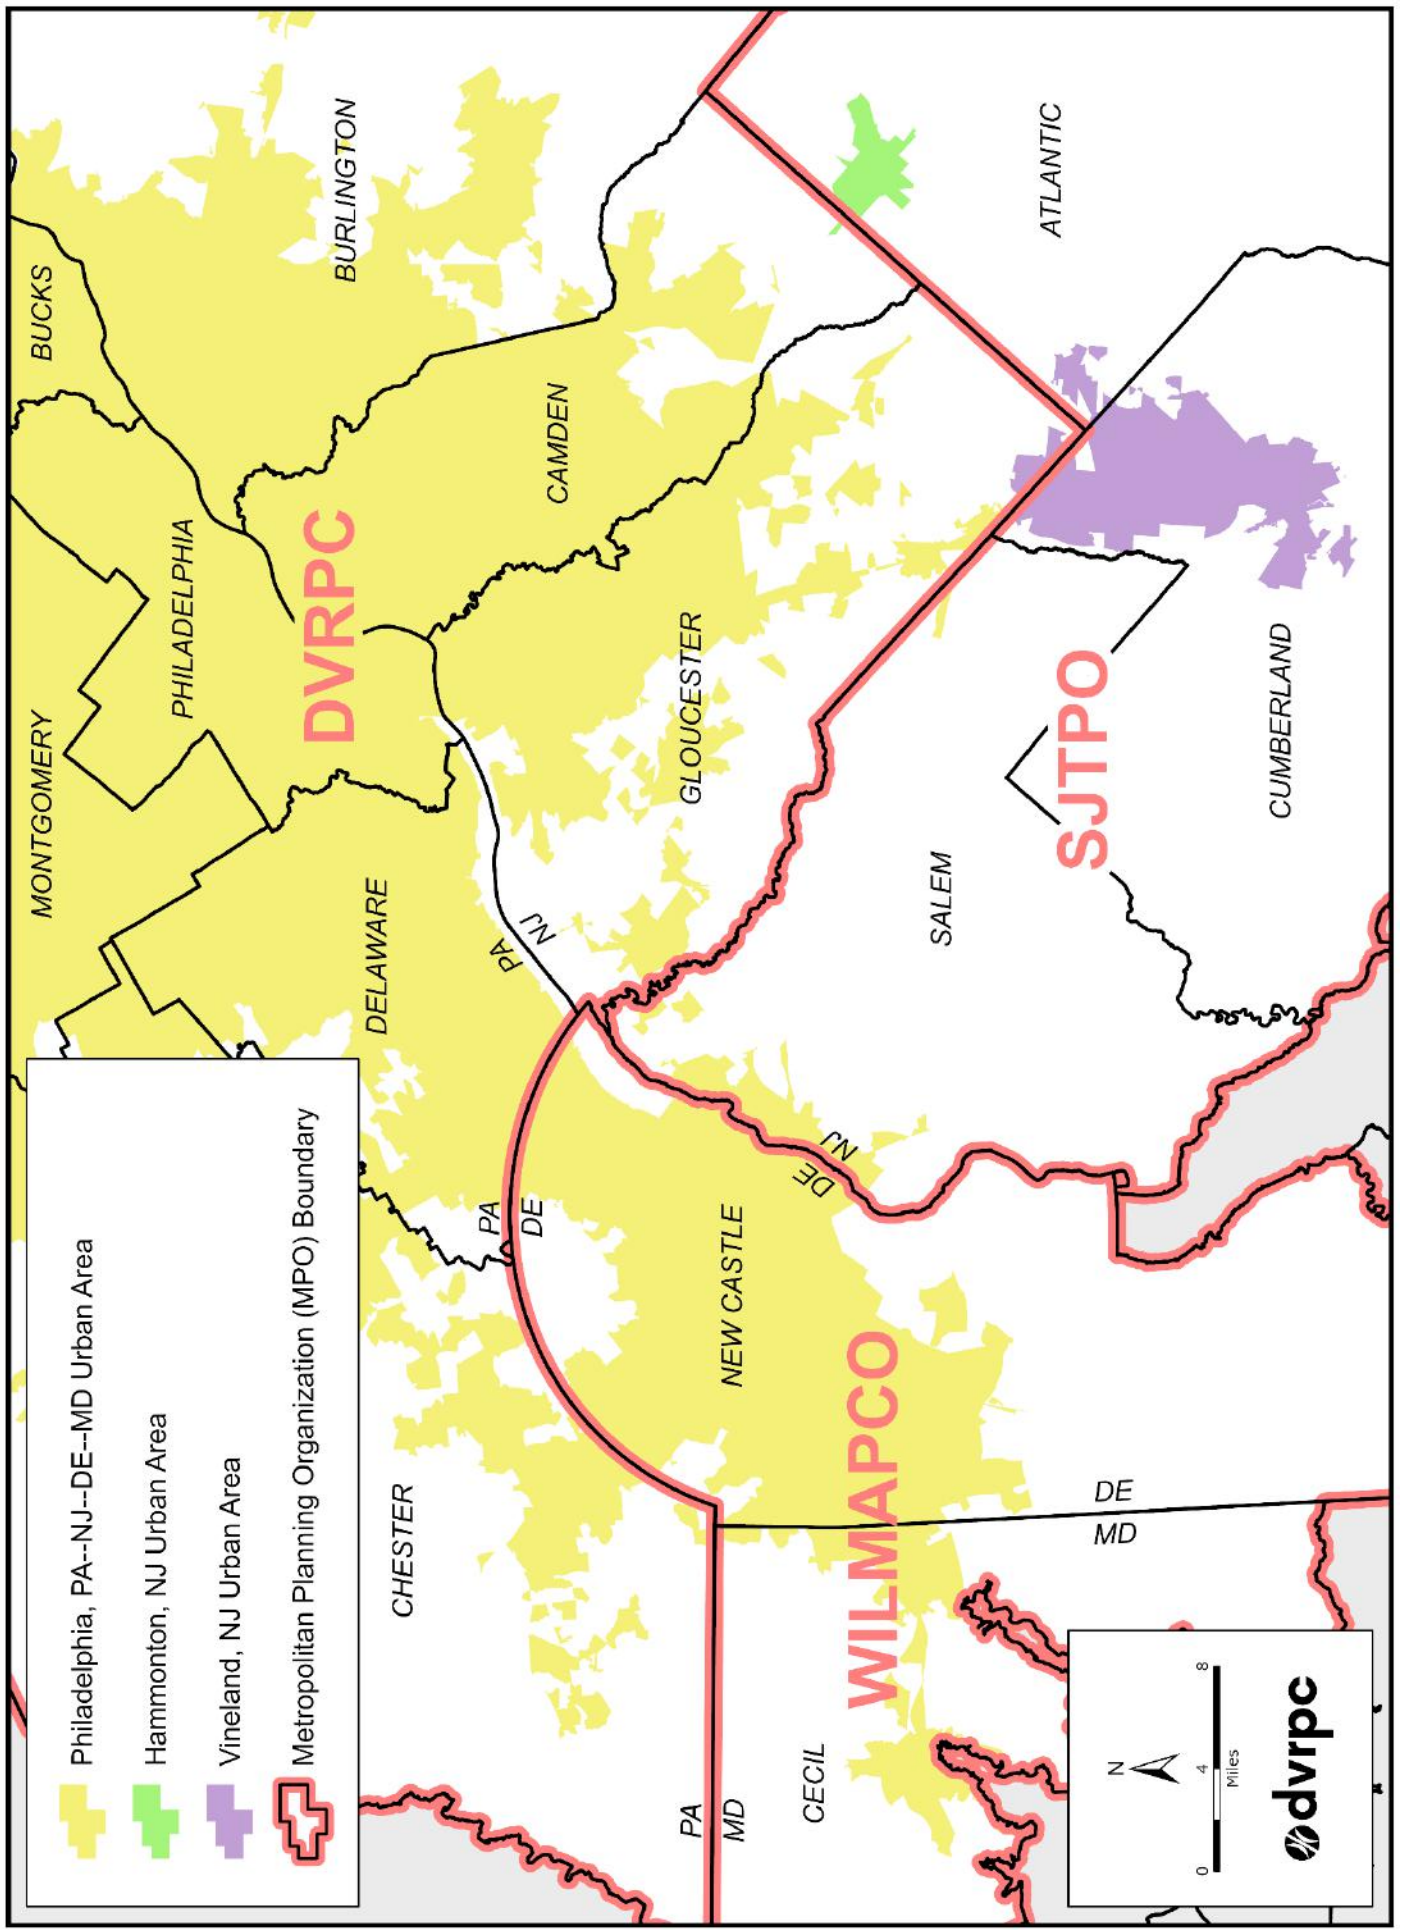 MONTGOMERY
BUCKS
PHILADELPHIA
BURLINGTON
DVRPC
DELAWARE
CHESTER
CAMDEN
PA
NJ
PA
DE
GLOUCESTER
NEW CASTLE
PA
MD
DE
NJ
CECIL
WILMAPCO
SALEM
ATLANTIC
SJTPO
DE
MD
CUMBERLAND
Philadelphia, PA--NJ--DE--MD Urban Area
Hammonton, NJ Urban Area
Vineland, NJ Urban Area
Metropolitan Planning Organization (MPO) Boundary
N
0 4 8
Miles
dvrpc